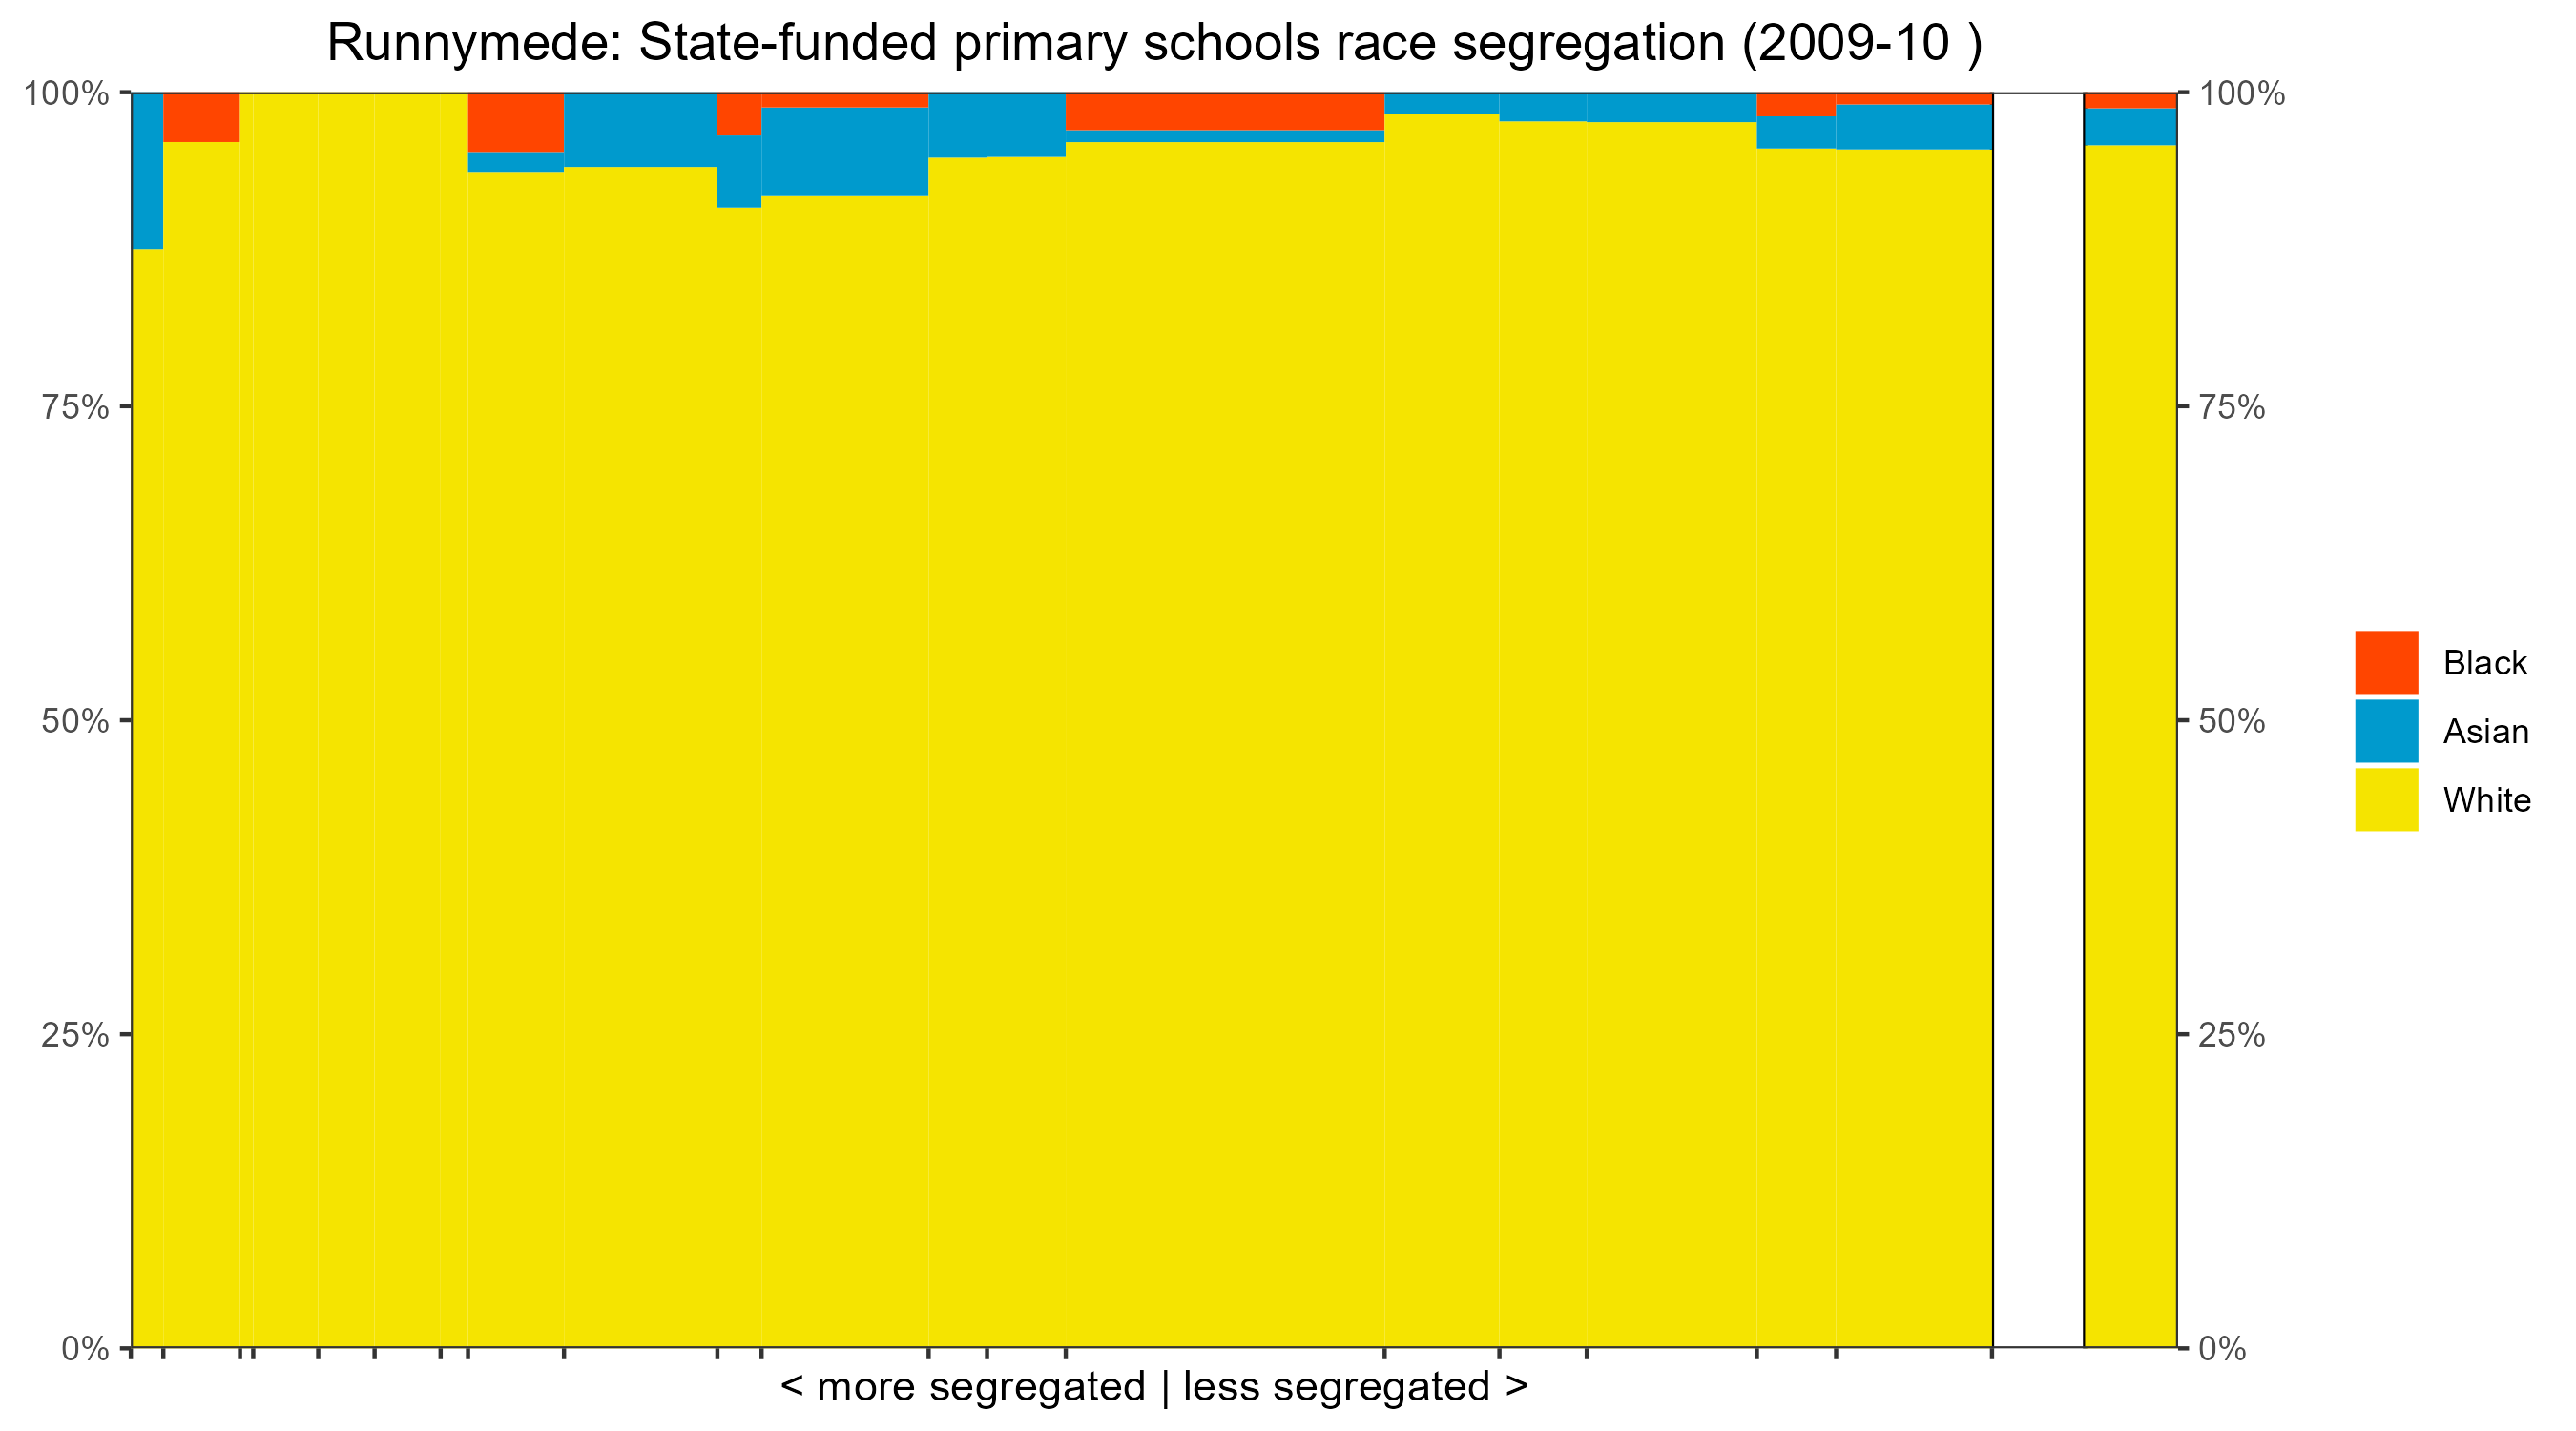 Runnymede: State-funded primary schools race segregation (2009-10 )
100%
75%
50%
25%
0%
100%
75%
50%
25%
0%
Black
Asian
White
< more segregated | less segregated >